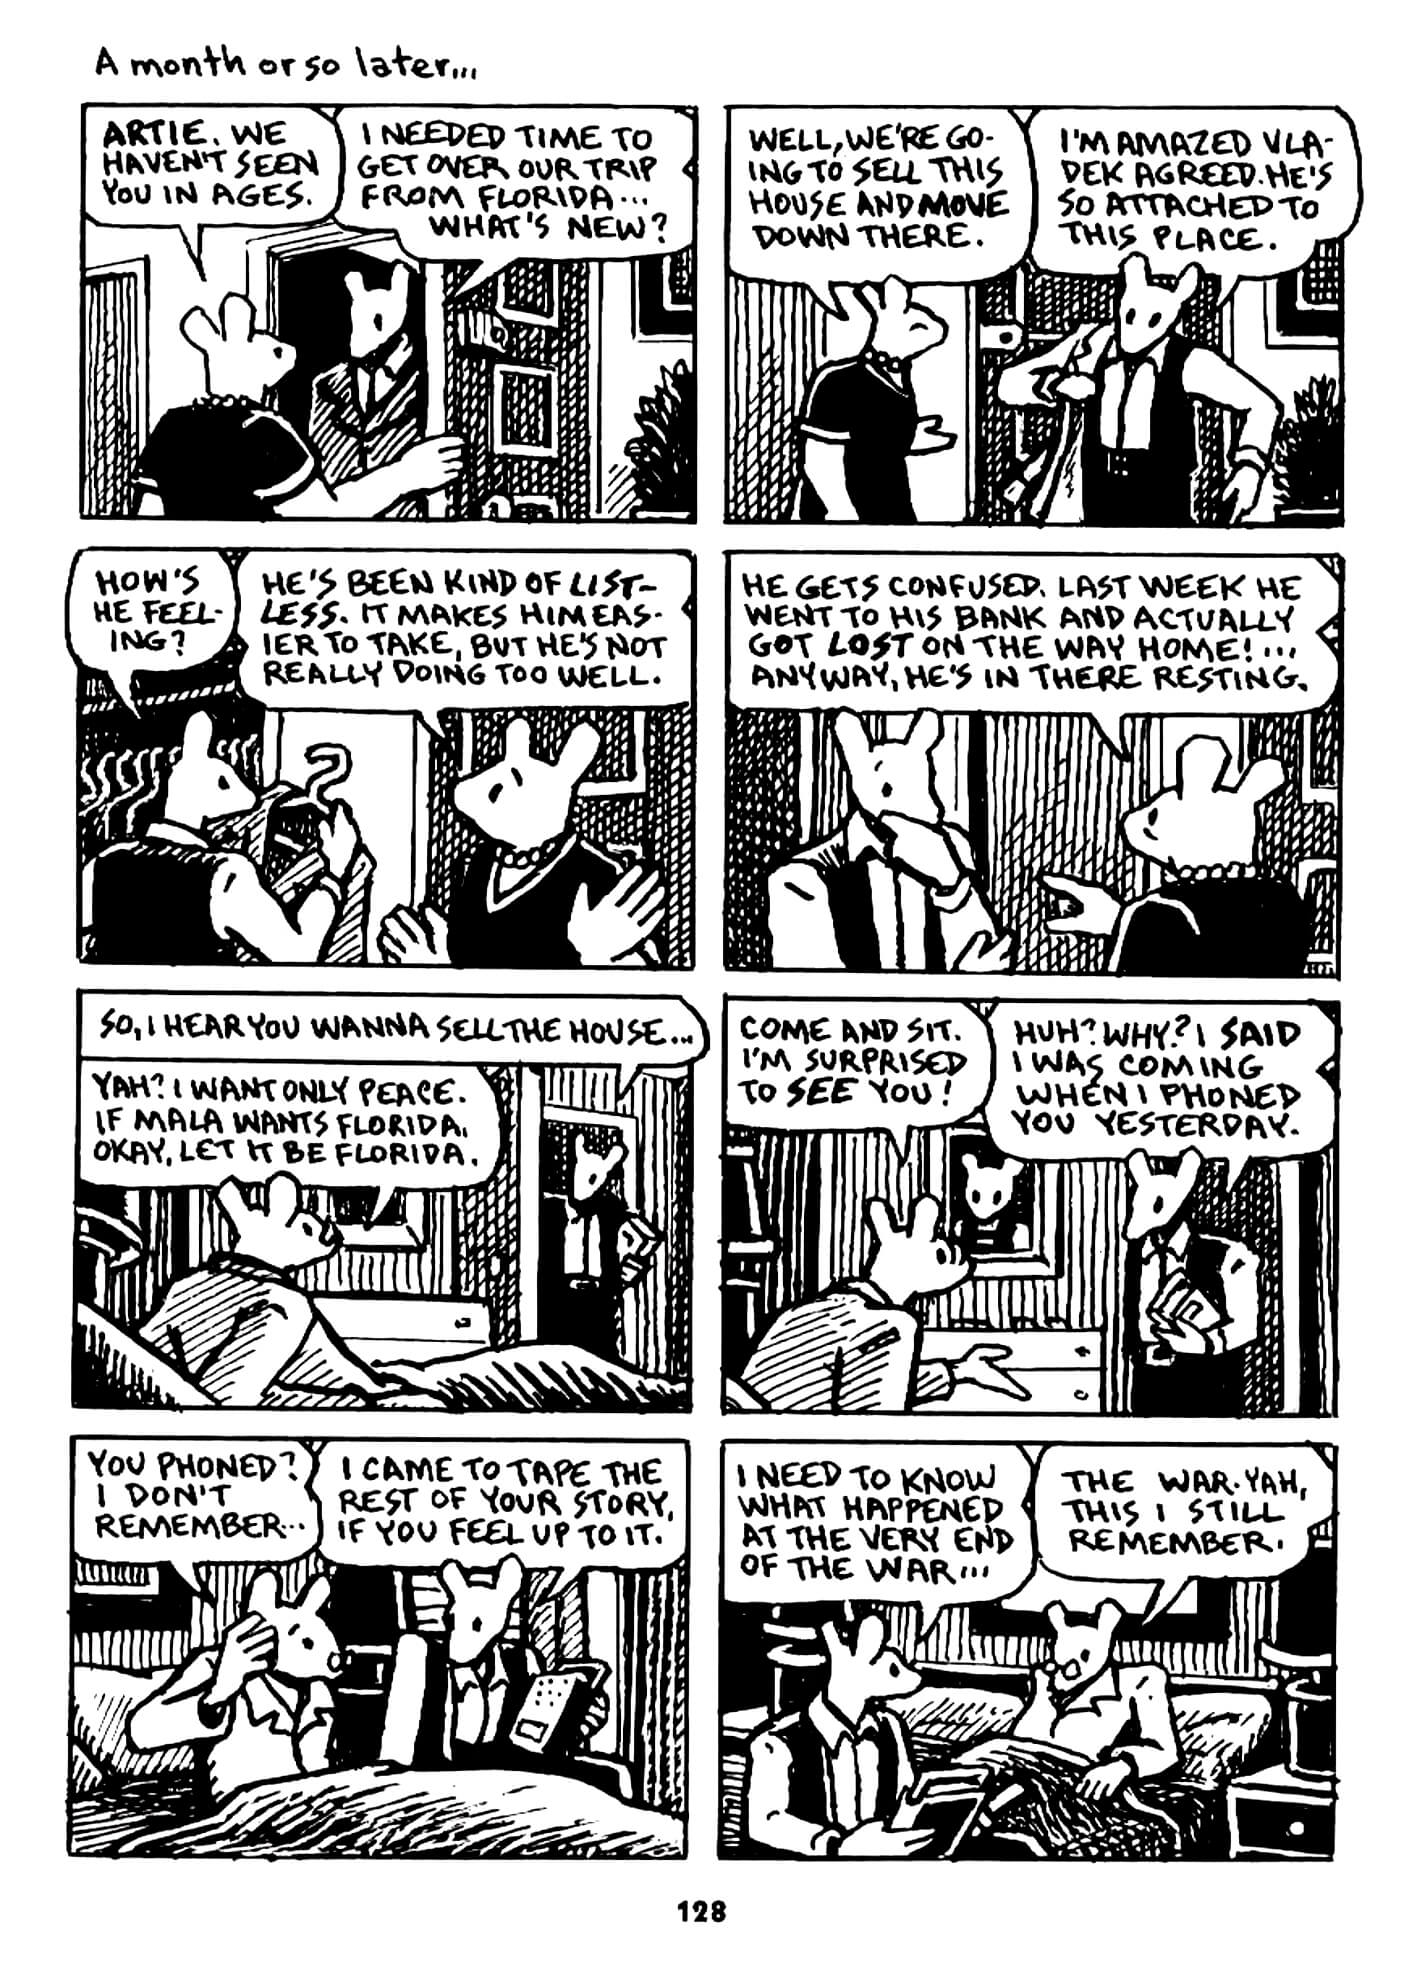 A month or so later...
ARTIE. WE
HAVEN'T SEEN
YOU IN AGES.
I NEEDED TIME TO
GET OVER OUR TRIP
FROM FLORIDA...
WHAT'S NEW?
WELL, WE'RE GO-
ING TO SELL THIS
HOUSE AND MOVE
DOWN THERE.
I'M AMAZED VLA-
DEK AGREED. HE'S
SO ATTACHED TO
THIS PLACE.
HOW'S
HE FEEL-
ING?
HE'S BEEN KIND OF LIST-
LESS. IT MAKES HIM EAS-
IER TO TAKE, BUT HE'S NOT
REALLY DOING TOO WELL.
HE GETS CONFUSED. LAST WEEK HE
WENT TO HIS BANK AND ACTUALLY
GOT LOST ON THE WAY HOME!...
ANYWAY, HE'S IN THERE RESTING.
SO, I HEAR YOU WANNA SELL THE HOUSE...
YAH? I WANT ONLY PEACE.
IF MALA WANTS FLORIDA,
OKAY, LET IT BE FLORIDA.
COME AND SIT.
I'M SURPRISED
TO SEE YOU!
HUH? WHY? I SAID
I WAS COMING
WHEN I PHONED
YOU YESTERDAY.
YOU PHONED?
I DON'T
REMEMBER...
I CAME TO TAPE THE
REST OF YOUR STORY,
IF YOU FEEL UP TO IT.
I NEED TO KNOW
WHAT HAPPENED
AT THE VERY END
OF THE WAR...
THE WAR. YAH,
THIS I STILL
REMEMBER.
128